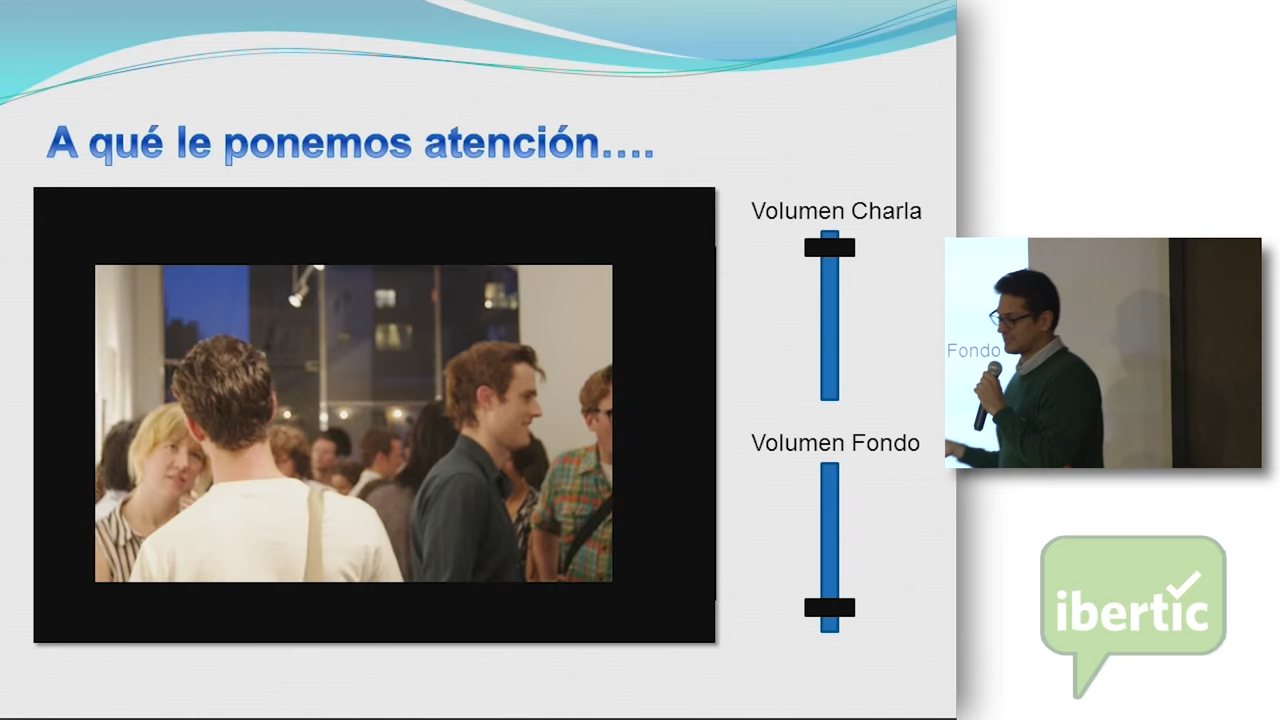 A qué le ponemos atención....
Volumen Charla
Volumen Fondo
Fondo
ibertic